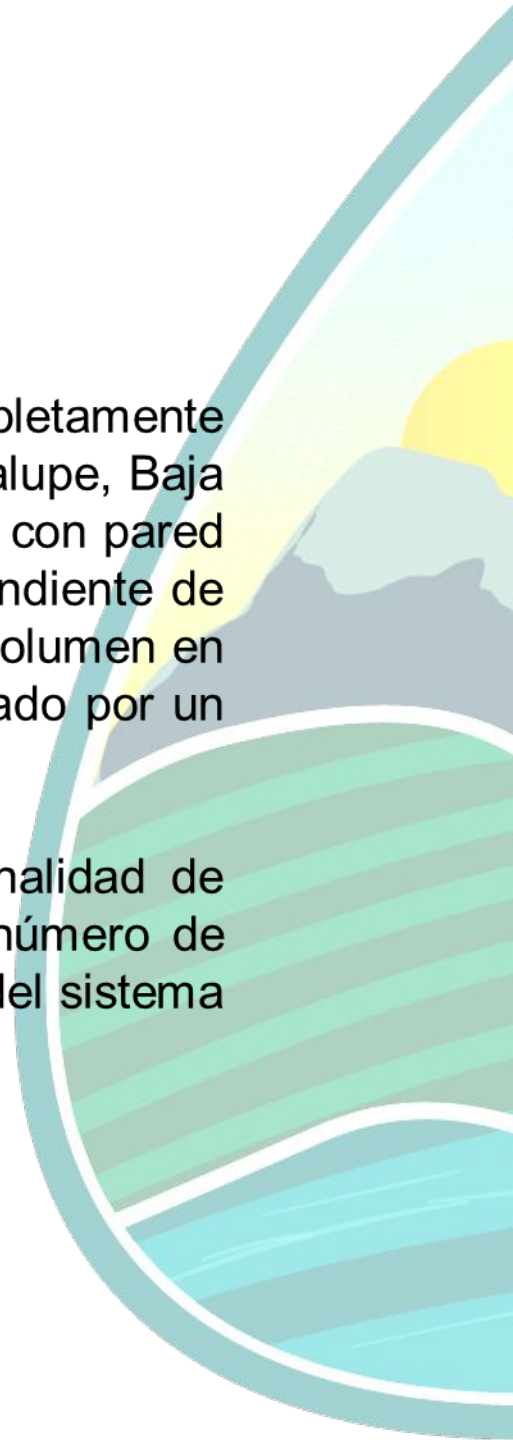 pletamente
alupe, Baja
con pared
ndiente de
olumen en
ado por un
nalidad de
número de
del sistema